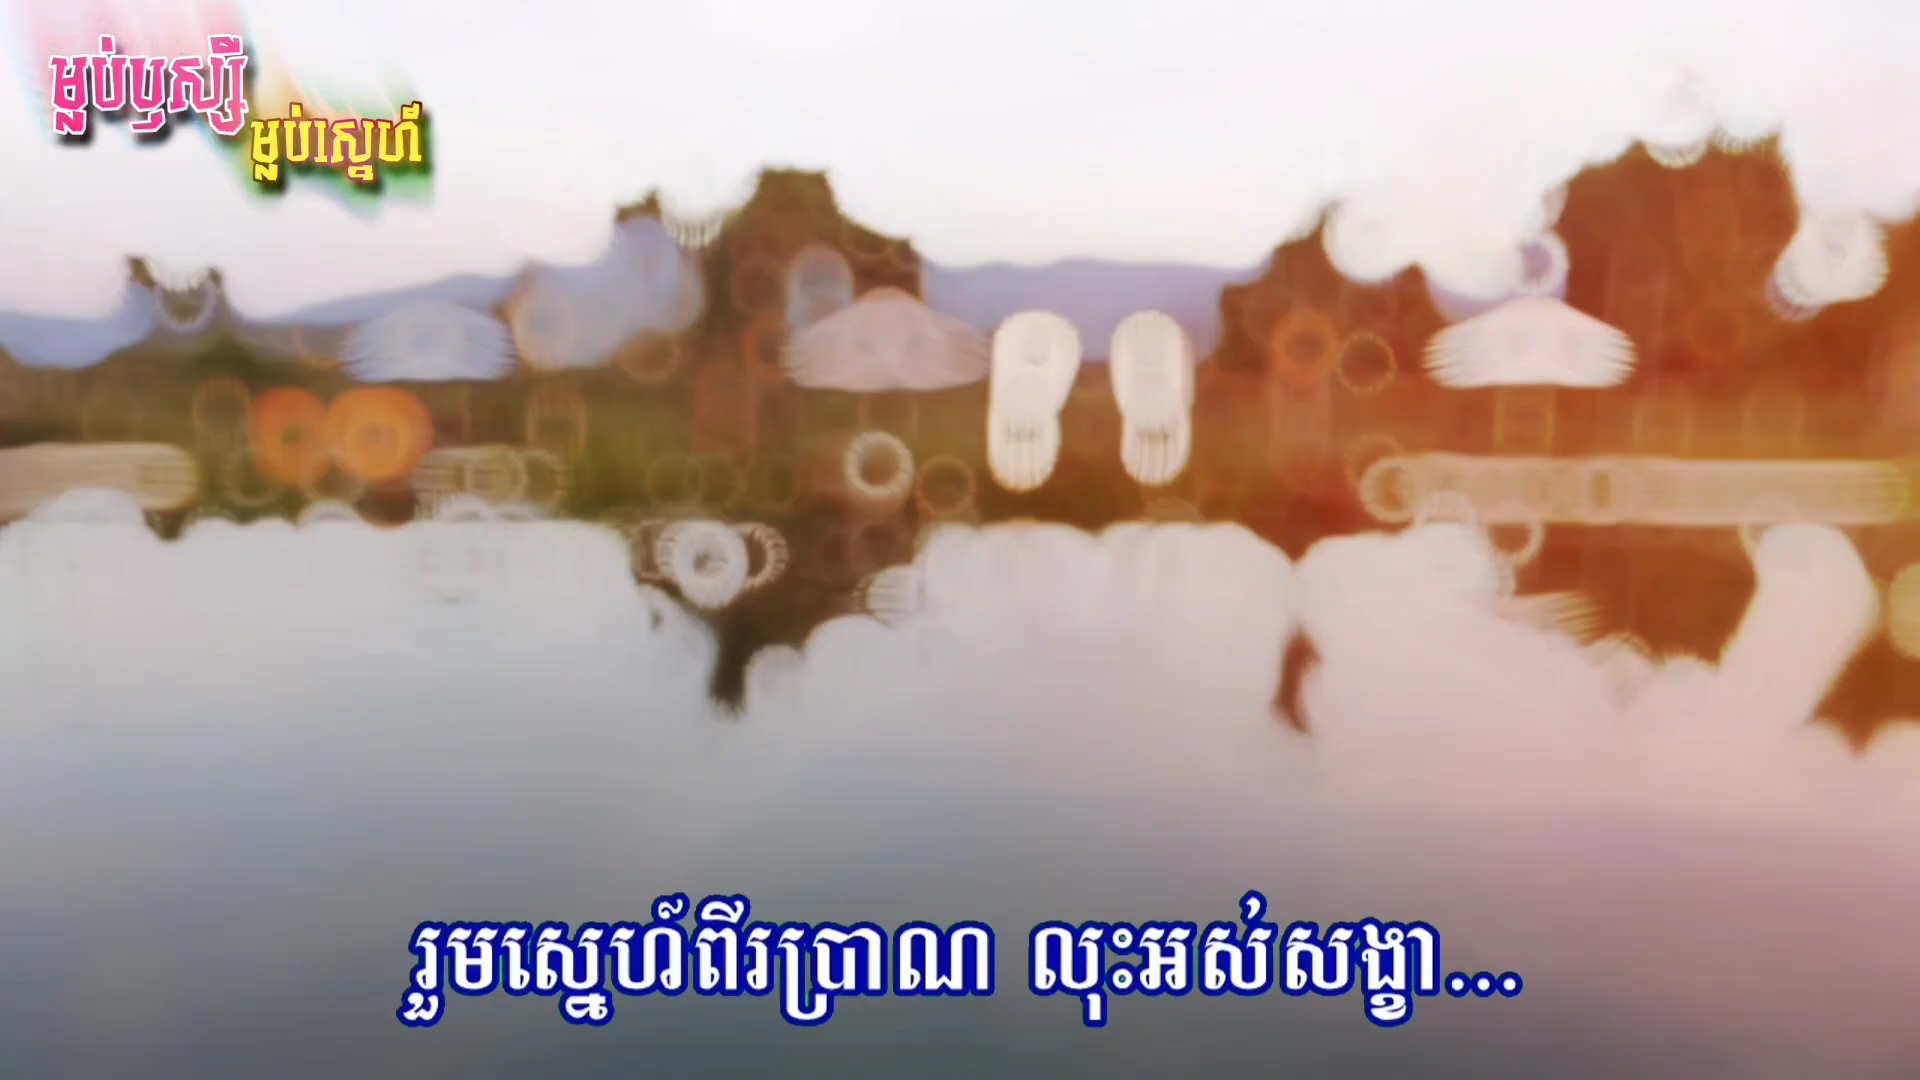 ម្លប់ឫស្សី
ម្លប់ស្នេហ៍
រួមស្នេហ៍ពីរប្រាណ លុះអស់សង្ខា...